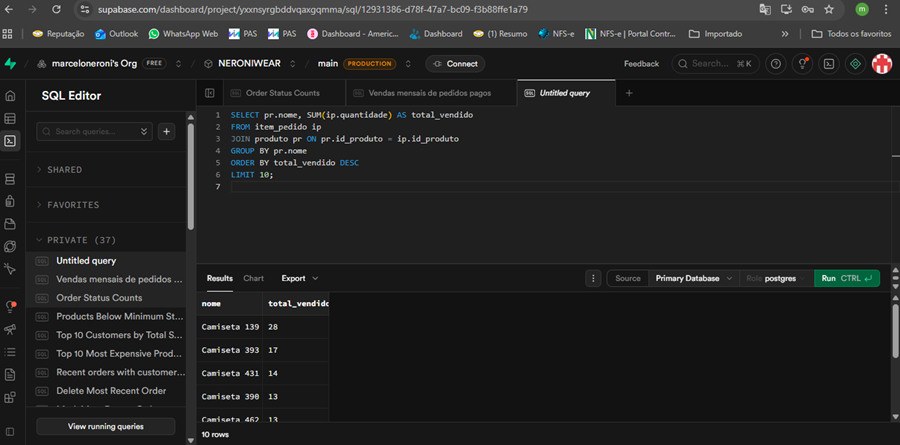 supabase.com/dashboard/project/yxxnsyrgbddvqaxgqmma/sql/12931386-d78f-47a7-bc09-f3b88ffe1a79
m
Reputação
Outlook
WhatsApp Web
PAS
PAS
Dashboard - Americ...
Dashboard
(1) Resumo
NFS-e
NFS-e | Portal Contr...
Importado
»
Todos os favoritos
marceloneroni's Org
FREE
NERONIWEAR
main
PRODUCTION
Connect
Feedback
Search...
⌘K
SQL Editor
Order Status Counts
Vendas mensais de pedidos pagos
Untitled query
Search queries...
SHARED
FAVORITES
PRIVATE (37)
SQL Untitled query
SQL Vendas mensais de pedidos ...
SQL Order Status Counts
SQL Products Below Minimum St...
SQL Top 10 Customers by Total S...
SQL Top 10 Most Expensive Prod...
SQL Recent orders with customer...
SQL Delete Most Recent Order
View running queries
1 SELECT pr.nome, SUM(ip.quantidade) AS total_vendido
2 FROM item_pedido ip
3 JOIN produto pr ON pr.id_produto = ip.id_produto
4 GROUP BY pr.nome
5 ORDER BY total_vendido DESC
6 LIMIT 10;
7
Results
Chart
Export
Source
Primary Database
Role postgres
Run CTRL
nome total_vendido
Camiseta 139 28
Camiseta 393 17
Camiseta 431 14
Camiseta 390 13
Camiseta 462 13
10 rows